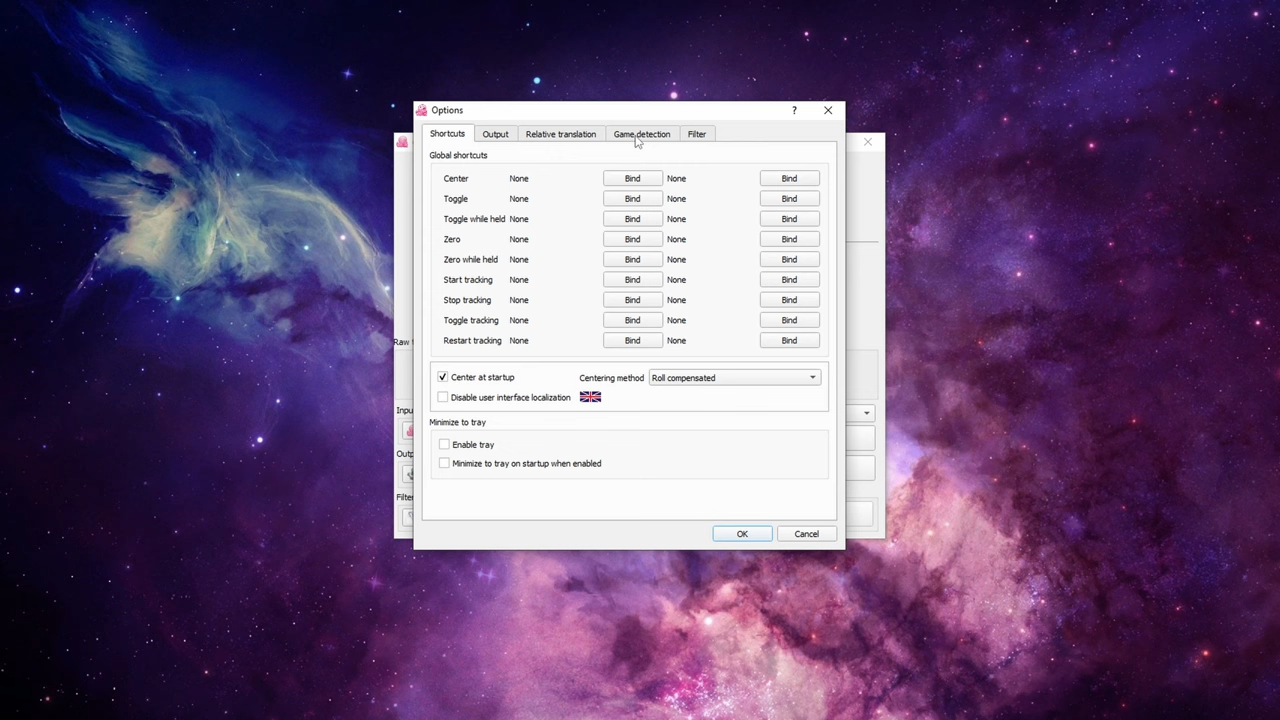 Options
?
Shortcuts Output Relative translation Game detection Filter
Global shortcuts
Center None Bind None Bind
Toggle None Bind None Bind
Toggle while held None Bind None Bind
Zero None Bind None Bind
Zero while held None Bind None Bind
Start tracking None Bind None Bind
Stop tracking None Bind None Bind
Toggle tracking None Bind None Bind
Restart tracking None Bind None Bind
Center at startup Centering method Roll compensated
Disable user interface localization
Minimize to tray
Enable tray
Minimize to tray on startup when enabled
OK Cancel
Raw
Inpu
Outp
Filter